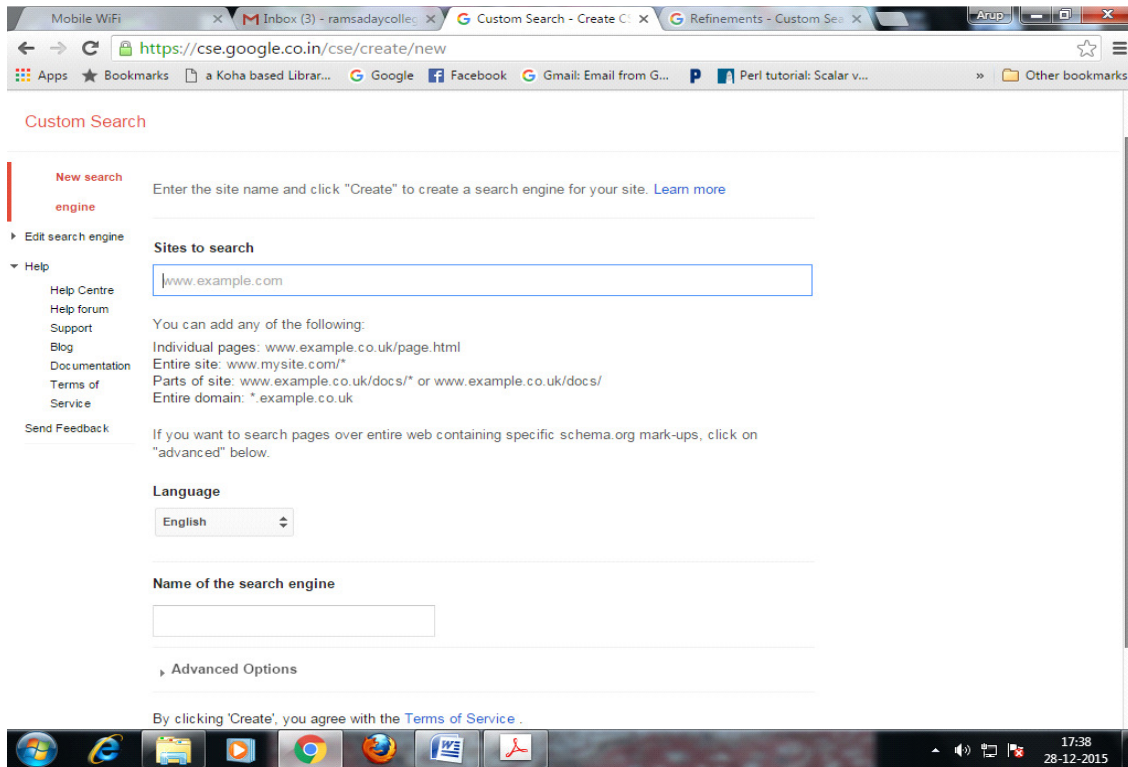 Mobile WiFi
Inbox (3) - ramsadaycolleg
Custom Search - Create CS
Refinements - Custom Sea
Arup
https://cse.google.co.in/cse/create/new
Apps Bookmarks a Koha based Librar... Google Facebook Gmail: Email from G... Perl tutorial: Scalar v... » Other bookmarks
Custom Search
New search
engine
Edit search engine
Help
Help Centre
Help forum
Support
Blog
Documentation
Terms of
Service
Send Feedback
Enter the site name and click "Create" to create a search engine for your site. Learn more
Sites to search
www.example.com
You can add any of the following:
Individual pages: www.example.co.uk/page.html
Entire site: www.mysite.com/*
Parts of site: www.example.co.uk/docs/* or www.example.co.uk/docs/
Entire domain: *.example.co.uk
If you want to search pages over entire web containing specific schema.org mark-ups, click on
"advanced" below.
Language
English
Name of the search engine
Advanced Options
By clicking 'Create', you agree with the Terms of Service .
17:38
28-12-2015